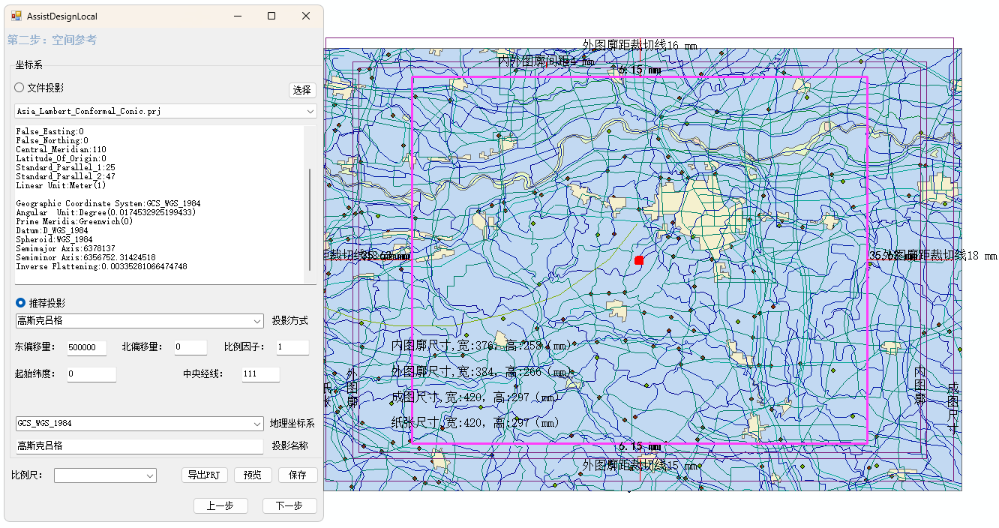 AssistDesignLocal
第二步：空间参考
坐标系
文件投影
选择
Asia_Lambert_Conformal_Conic.prj
False_Easting:0
False_Northing:0
Central_Meridian:110
Latitude_Of_Origin:0
Standard_Parallel_1:25
Standard_Parallel_2:47
Linear Unit:Meter(1)
Geographic Coordinate System:GCS_WGS_1984
Angular  Unit:Degree(0.0174532925199433)
Prime Meridia:Greenwich(0)
Datum:D_WGS_1984
Spheroid:WGS_1984
Semimajor Axis:6378137
Semiminor Axis:6356752.31424518
Inverse Flattening:0.00335281066474748
推荐投影
高斯克吕格 投影方式
东偏移量： 500000 北偏移量： 0 比例因子： 1
起始纬度： 0 中央经线： 111
GCS_WGS_1984 地理坐标系
高斯克吕格 投影名称
比例尺： 导出PRJ 预览 保存
上一步 下一步
外图廓距裁切线16 mm
内外图廓间距4 mm
6.15 mm
距裁切线
外图廓距裁切线18 mm
内图廓尺寸,宽:376，高:258（mm）
外图廓尺寸,宽:384，高:266（mm）
成图尺寸,宽:420，高:297（mm）
纸张尺寸,宽:420，高:297（mm）
外图廓
内图廓
成图尺寸
6.15 mm
外图廓距裁切线15 mm